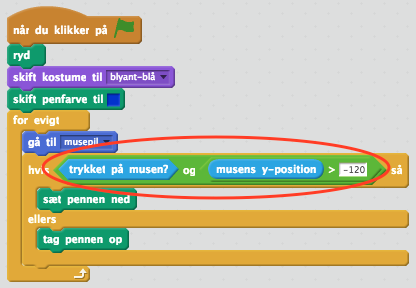 når du klikker på
ryd
skift kostume til blyant-blå
skift penfarve til
for evigt
gå til musepil
hvis trykket på musen? og musens y-position > -120 så
sæt pennen ned
ellers
tag pennen op